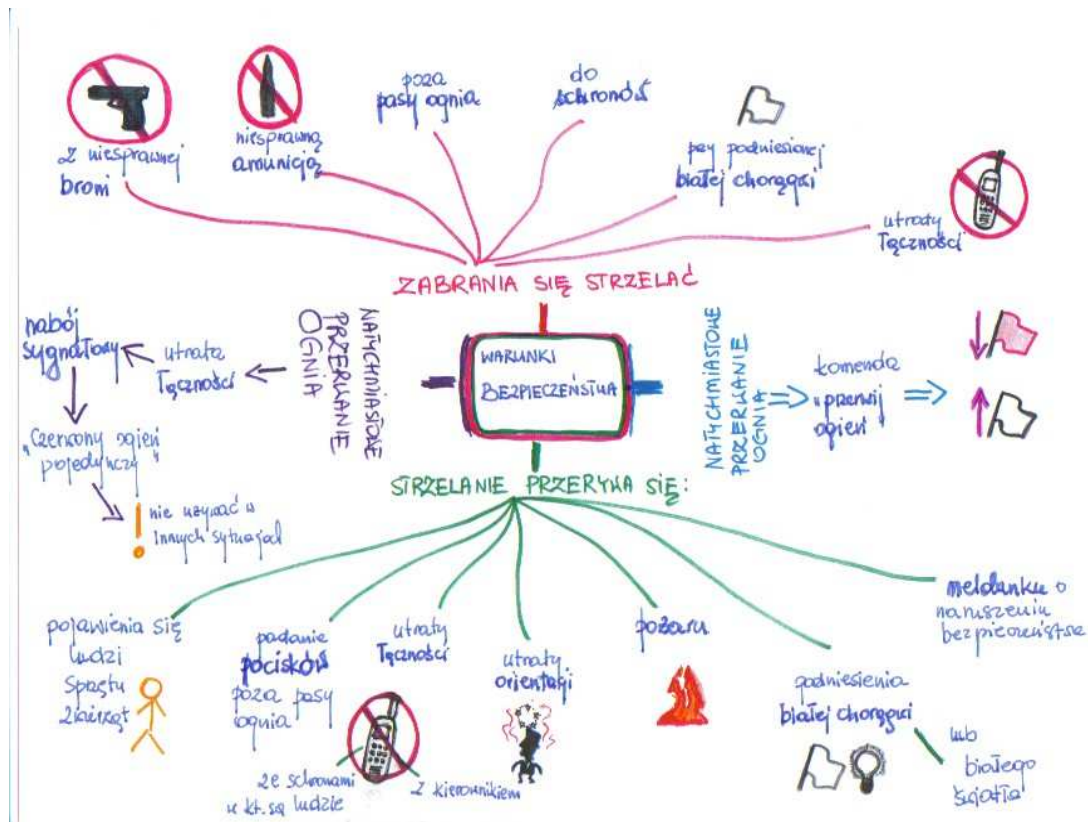 z niesprawnej
broni
niesprawną
amunicją
poza
pasy ognia
do
schronów
przy podniesionej
białej chorągwi
utraty
łączności
ZABRANIA SIĘ STRZELAĆ
WARUNKI
BEZPIECZEŃSTWA
NATYCHMIASTOWE
PRZERWANIE
OGNIA
utrata
łączności
nabój
sygnałowy
„Czerwony ogień
pojedynczy"
nie używać w
innych sytuacjach
NATYCHMIASTOWE
PRZERWANIE
OGNIA
komenda
„przerwij
ogień"
STRZELANIE PRZERYWA SIĘ:
pojawienia się
ludzi
sprzętu
zwierząt
padanie
pocisków
poza pasy
ognia
utraty
łączności
ze schronami
w kt. są ludzie
z kierownikiem
utraty
orientacji
pożaru
podniesienia
białej chorągwi
lub
białego
światła
meldunku o
naruszeniu
bezpieczeństwa